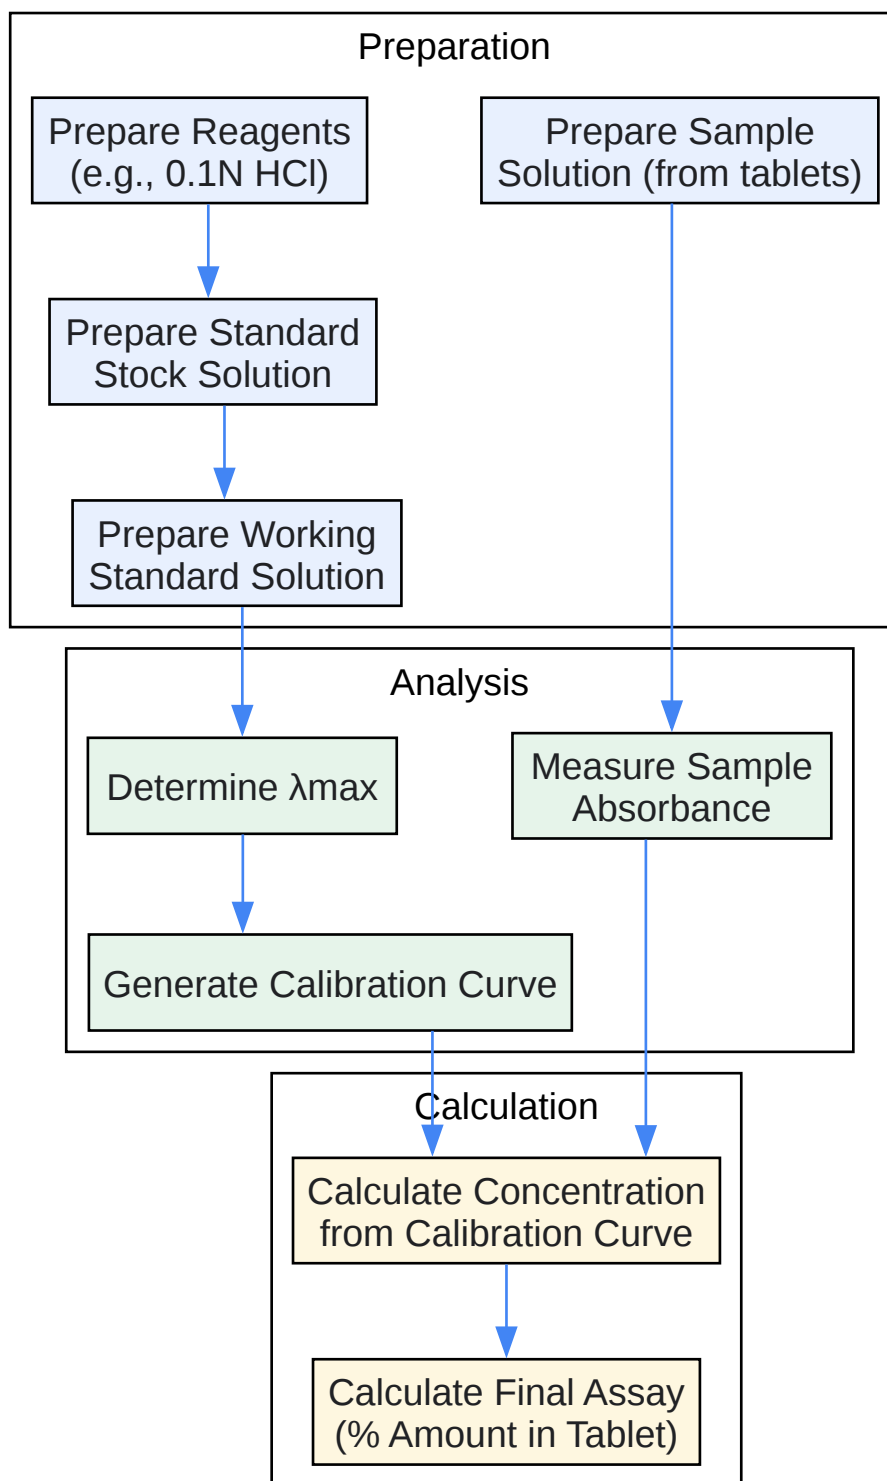 Preparation
Prepare Reagents
(e.g., 0.1N HCl)
Prepare Sample
Solution (from tablets)
Prepare Standard
Stock Solution
Prepare Working
Standard Solution
Analysis
Determine λmax
Measure Sample
Absorbance
Generate Calibration Curve
Calculation
Calculate Concentration
from Calibration Curve
Calculate Final Assay
(% Amount in Tablet)